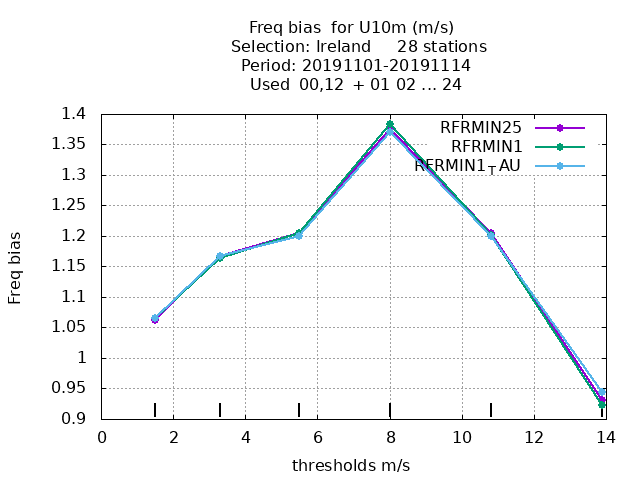 Freq bias  for U10m (m/s)
Selection: Ireland     28 stations
Period: 20191101-20191114
Used  00,12  + 01 02 ... 24
1.4
1.35
1.3
1.25
1.2
1.15
1.1
1.05
1
0.95
0.9
Freq bias
RFRMIN25
RFRMIN1
RFRMIN1TAU
0 2 4 6 8 10 12 14
thresholds m/s